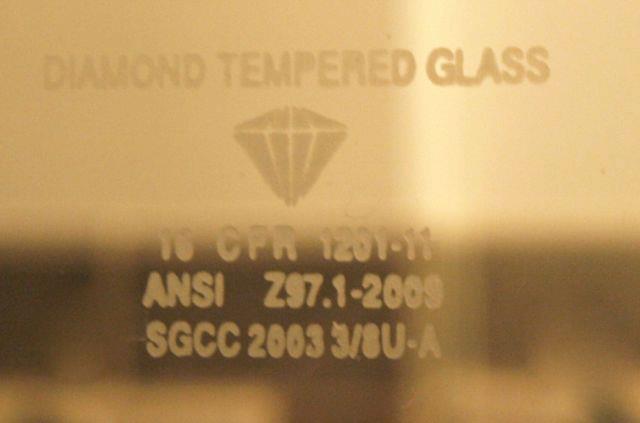 DIAMOND TEMPERED GLASS
16 CFR 1201-11
ANSI Z97.1-2009
SGCC 2003 3/8U-A